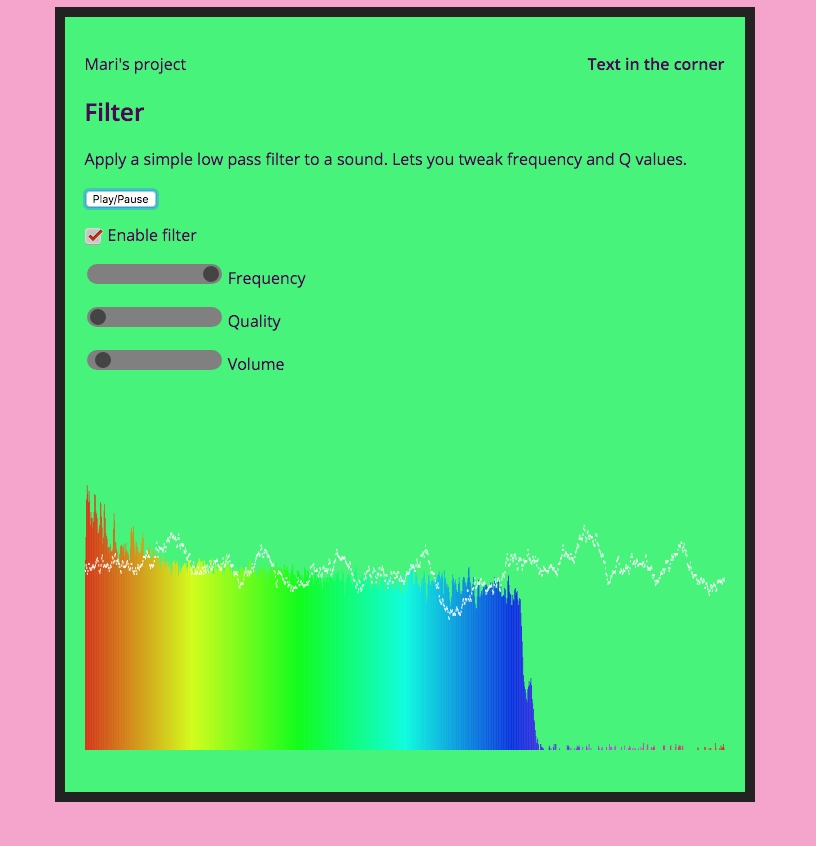 Mari's project
Text in the corner
Filter
Apply a simple low pass filter to a sound. Lets you tweak frequency and Q values.
Play/Pause
Enable filter
Frequency
Quality
Volume